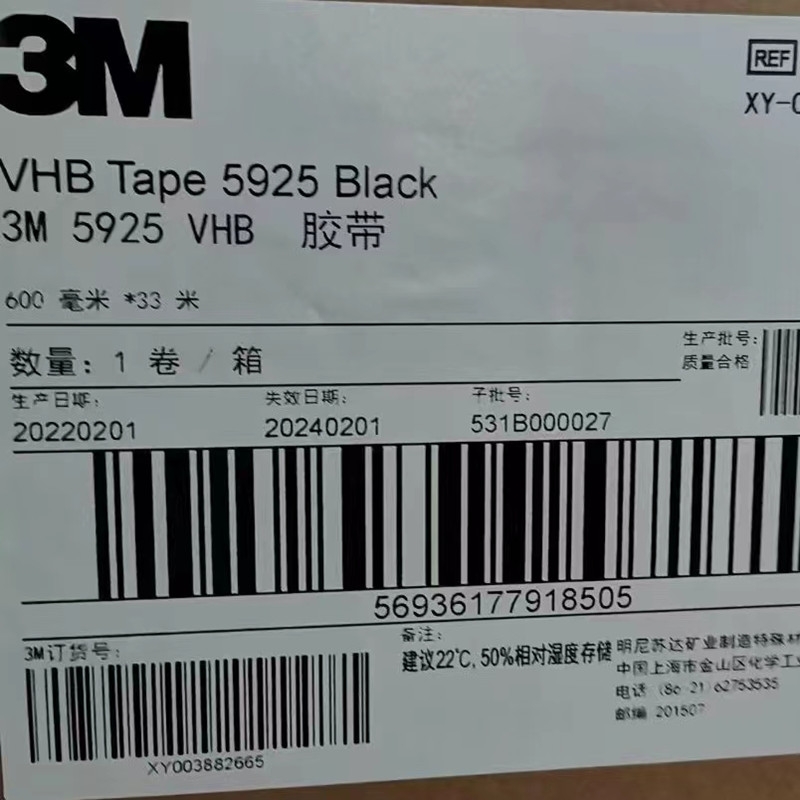 3M
REF
XY-0
VHB Tape 5925 Black
3M 5925 VHB 胶带
600 毫米 *33 米
数量: 1 卷 / 箱
生产批号:
质量合格
生产日期:
失效日期:
子批号:
20220201
20240201
531B000027
56936177918505
3M订货号:
XY003882665
备注:
建议22℃, 50%相对湿度存储
明尼苏达矿业制造特殊材
中国上海市金山区化学工
电话 (86-21)62753535
邮编 201507